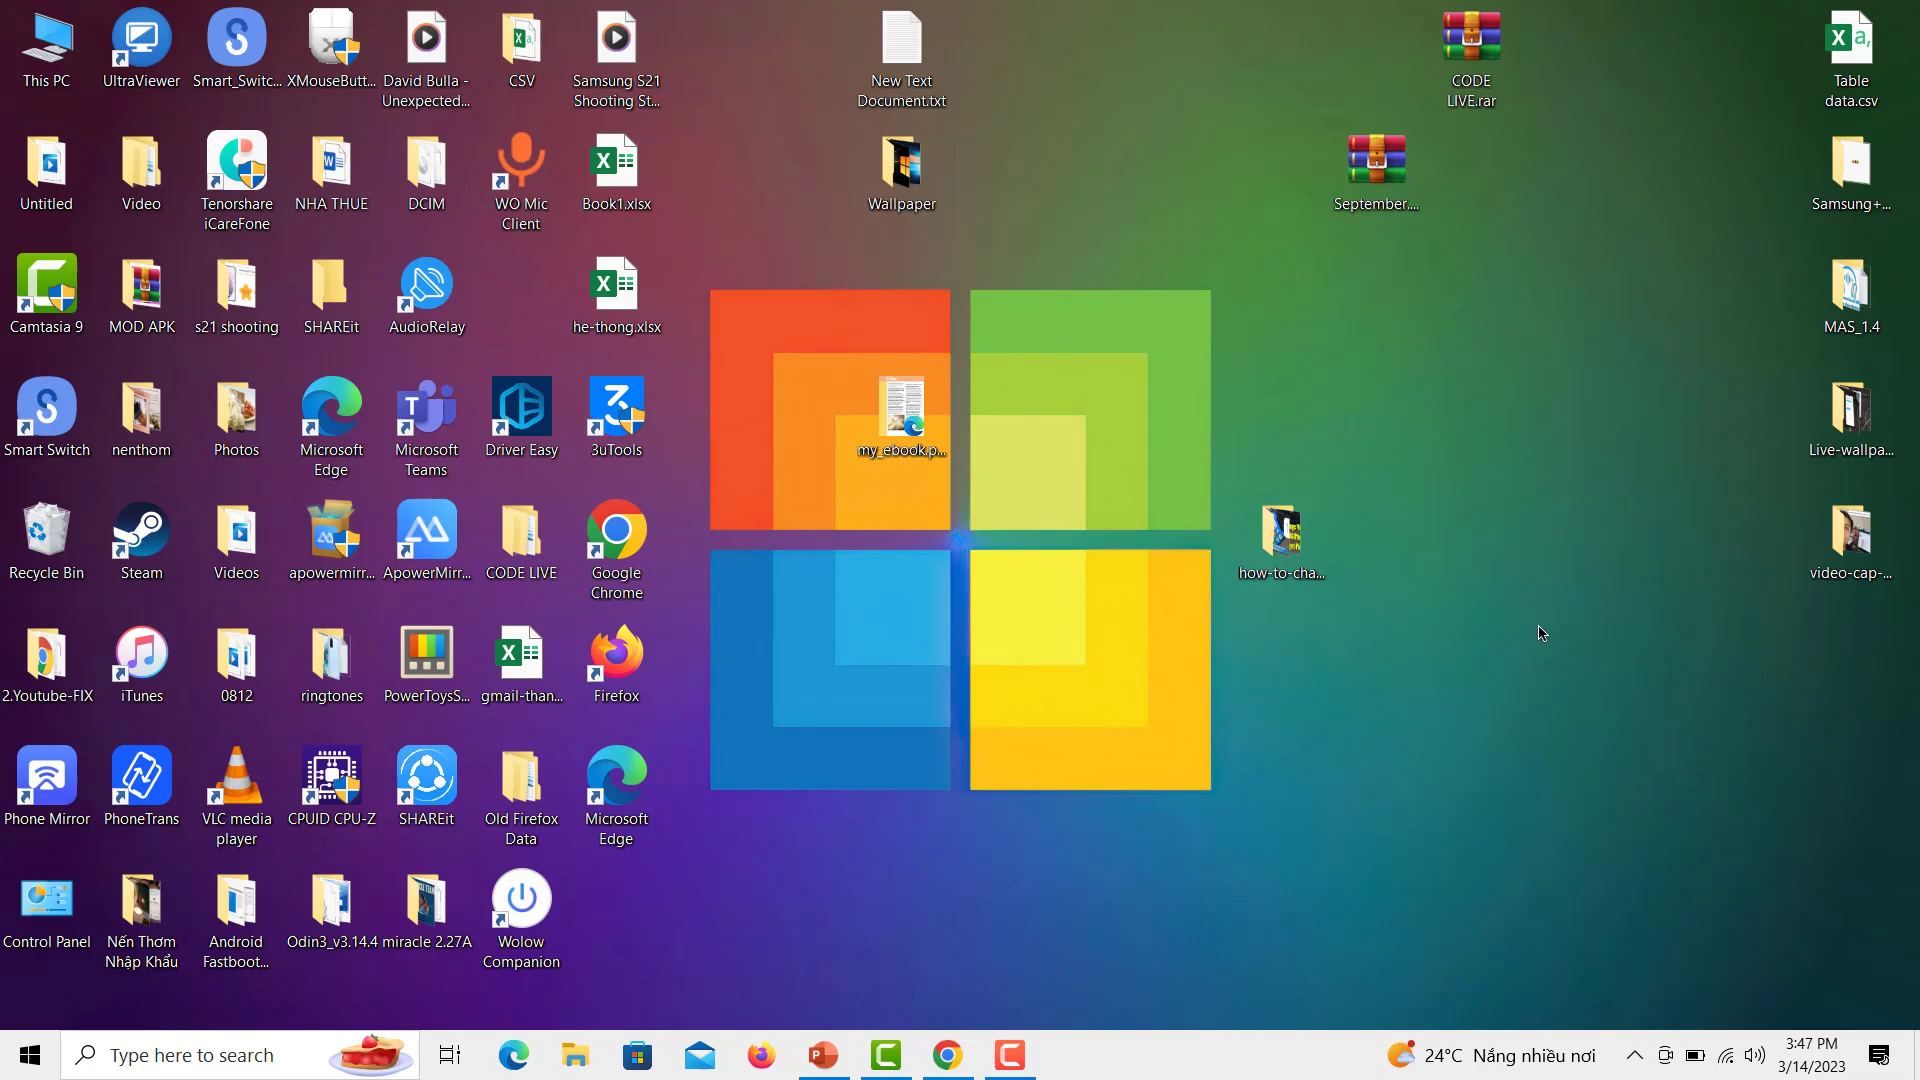 This PC
UltraViewer
Smart_Switc...
XMouseButt...
David Bulla -
Unexpected...
CSV
Samsung S21
Shooting St...
New Text
Document.txt
CODE
LIVE.rar
Table
data.csv
Untitled
Video
Tenorshare
iCareFone
NHA THUE
DCIM
WO Mic
Client
Book1.xlsx
Wallpaper
September....
Samsung+...
Camtasia 9
MOD APK
s21 shooting
SHAREit
AudioRelay
he-thong.xlsx
MAS_1.4
Smart Switch
nenthom
Photos
Microsoft
Edge
Microsoft
Teams
Driver Easy
3uTools
my_ebook.p...
Live-wallpa...
Recycle Bin
Steam
Videos
apowermirr...
ApowerMirr...
CODE LIVE
Google
Chrome
how-to-cha...
video-cap-...
2.Youtube-FIX
iTunes
0812
ringtones
PowerToysS...
gmail-than...
Firefox
Phone Mirror
PhoneTrans
VLC media
player
CPUID CPU-Z
SHAREit
Old Firefox
Data
Microsoft
Edge
Control Panel
Nến Thơm
Nhập Khẩu
Android
Fastboot...
Odin3_v3.14.4
miracle 2.27A
Wolow
Companion
Type here to search
24°C Nắng nhiều nơi
3:47 PM
3/14/2023